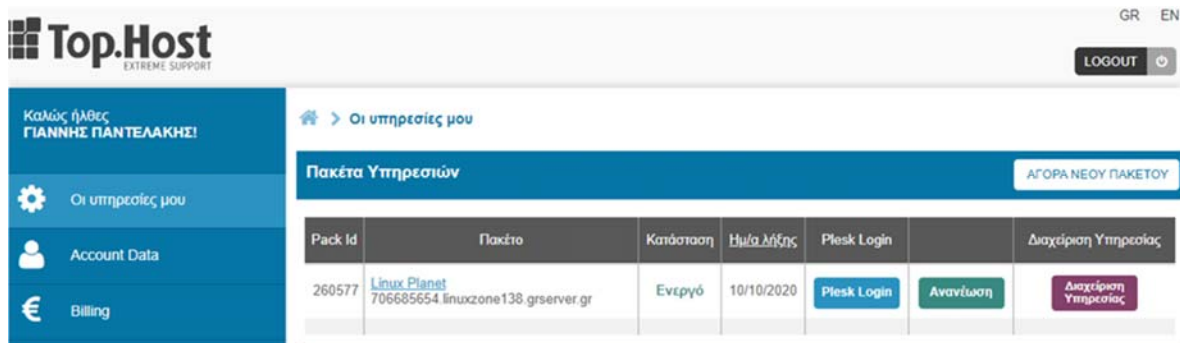 GR EN
Top.Host
EXTREME SUPPORT
LOGOUT
Καλώς ήλθες
ΓΙΑΝΝΗΣ ΠΑΝΤΕΛΑΚΗΣ!
Οι υπηρεσίες μου
Account Data
Billing
Οι υπηρεσίες μου
Πακέτα Υπηρεσιών
ΑΓΟΡΑ ΝΕΟΥ ΠΑΚΕΤΟΥ
Pack Id Πακέτο Κατάσταση Ημ/α λήξης Plesk Login Διαχείριση Υπηρεσίας
260577 Linux Planet Ενεργό 10/10/2020 Plesk Login Ανανέωση Διαχείριση
706685654.linuxzone138.grserver.gr Υπηρεσίας